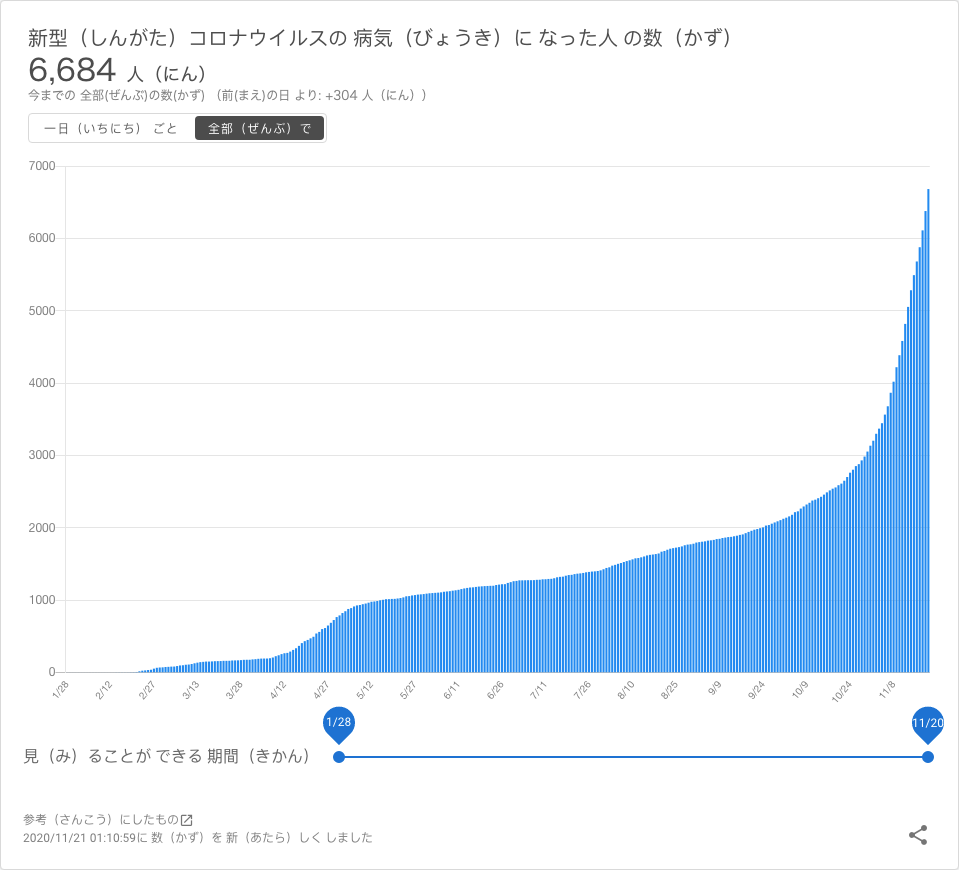 新型（しんがた）コロナウイルスの 病気（びょうき）に なった人 の数（かず）
6,684 人（にん）
今までの 全部(ぜんぶ)の数(かず) （前(まえ)の日 より: +304 人（にん））
一日（いちにち） ごと 全部（ぜんぶ）で
7000
6000
5000
4000
3000
2000
1000
0
1/28 2/12 2/27 3/13 3/28 4/12 4/27 5/12 5/27 6/11 6/26 7/11 7/26 8/10 8/25 9/9 9/24 10/9 10/24 11/8
1/28 11/20
見（み）ることが できる 期間（きかん）
参考（さんこう）にしたもの
2020/11/21 01:10:59に 数（かず）を 新（あたら）しく しました